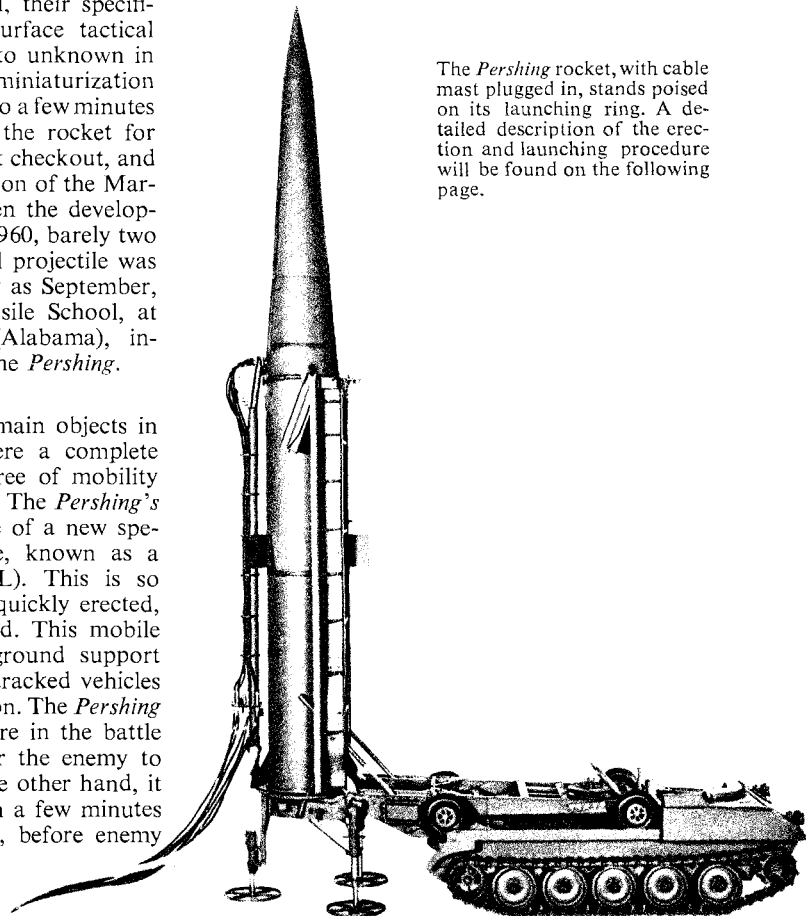 l, their specifi-
urface tactical
to unknown in
miniaturization
o a few minutes
the rocket for
t checkout, and
on of the Mar-
en the develop-
960, barely two
l projectile was
as September,
sile School, at
(Alabama), in-
he Pershing.
main objects in
ere a complete
ree of mobility
The Pershing's
of a new spe-
e, known as a
L). This is so
quickly erected,
d. This mobile
ground support
racked vehicles
on. The Pershing
re in the battle
r the enemy to
e other hand, it
a few minutes
, before enemy
The Pershing rocket, with cable
mast plugged in, stands poised
on its launching ring. A de-
tailed description of the erec-
tion and launching procedure
will be found on the following
page.